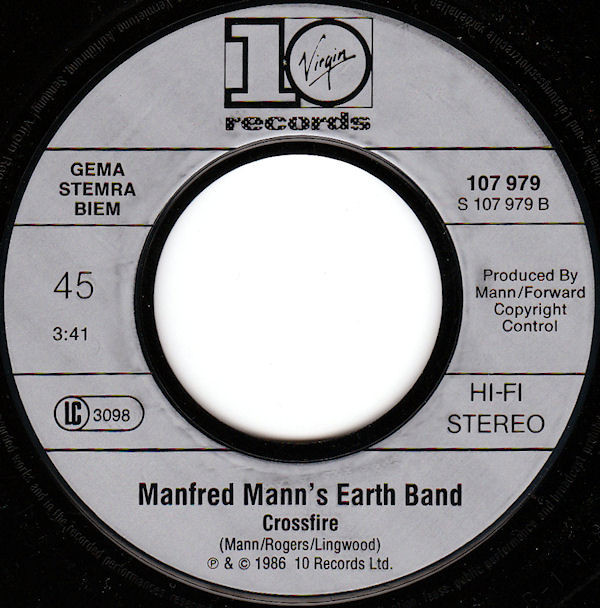 10
Virgin
records
GEMA
STEMRA
BIEM
107 979
S 107 979 B
45
3:41
Produced By
Mann/Forward
Copyright
Control
LC 3098
HI-FI
STEREO
Manfred Mann's Earth Band
Crossfire
(Mann/Rogers/Lingwood)
℗ & © 1986 10 Records Ltd.